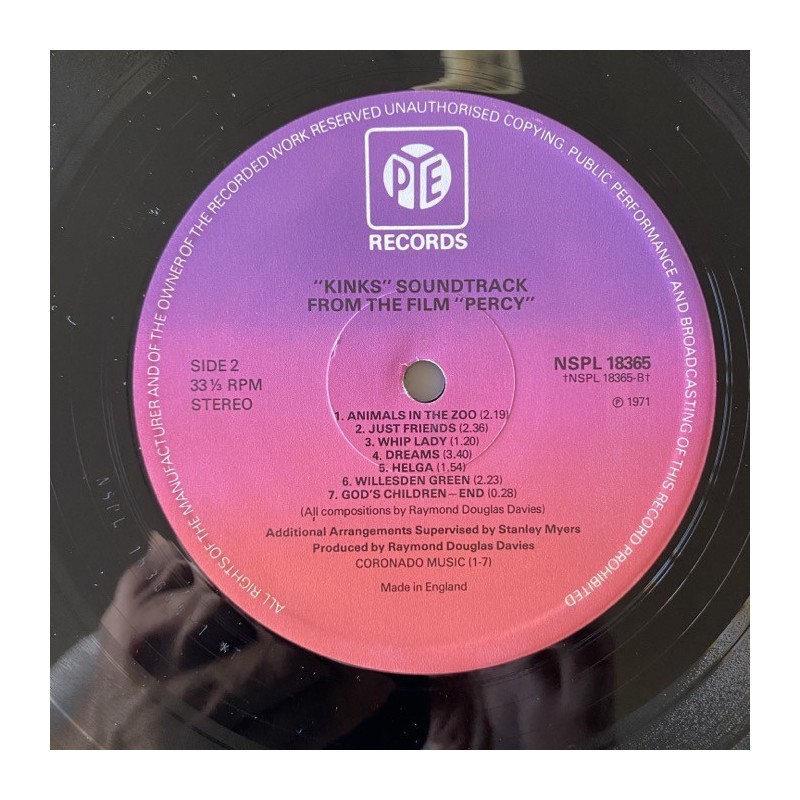 ALL RIGHTS OF THE MANUFACTURER AND OF THE OWNER OF THE RECORDED WORK RESERVED UNAUTHORISED COPYING, PUBLIC PERFORMANCE AND BROADCASTING OF THIS RECORD PROHIBITED
PYE
RECORDS
"KINKS" SOUNDTRACK
FROM THE FILM "PERCY"
SIDE 2
33 ⅓ RPM
STEREO
NSPL 18365
†NSPL 18365-B†
℗ 1971
1. ANIMALS IN THE ZOO (2.19)
2. JUST FRIENDS (2.36)
3. WHIP LADY (1.20)
4. DREAMS (3.40)
5. HELGA (1,54)
6. WILLESDEN GREEN (2.23)
7. GOD'S CHILDREN—END (0.28)
(All compositions by Raymond Douglas Davies)
Additional Arrangements Supervised by Stanley Myers
Produced by Raymond Douglas Davies
CORONADO MUSIC (1-7)
Made in England